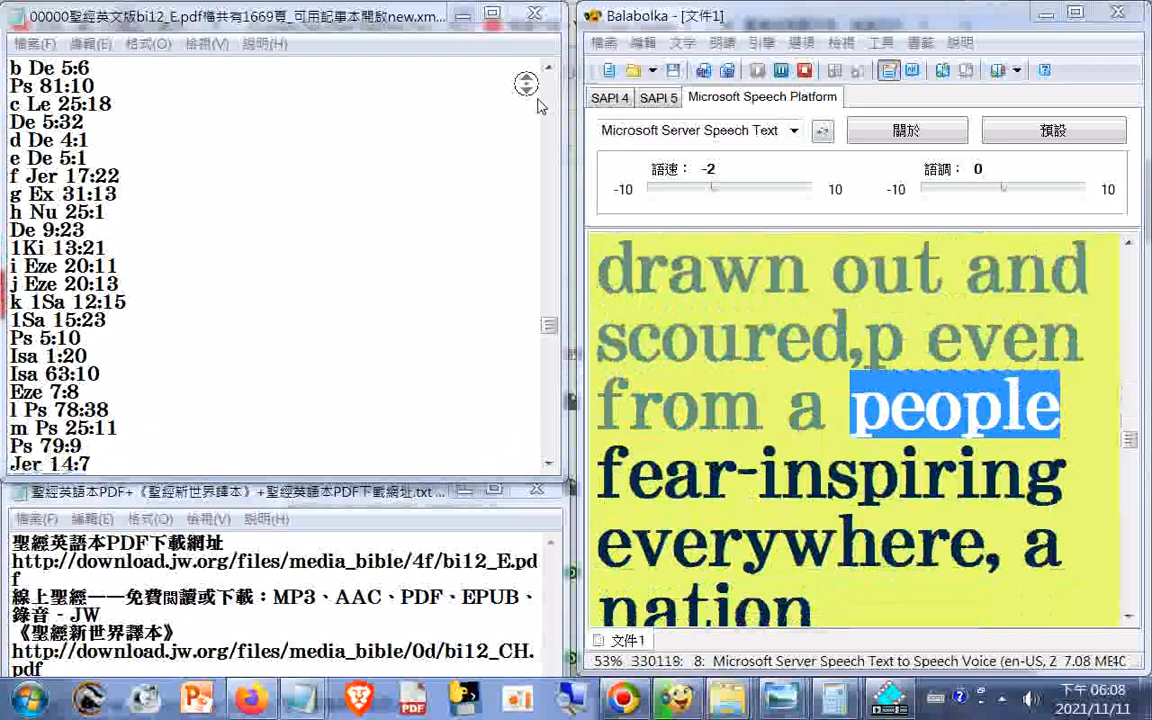 00000聖經英文版bi12_E.pdf檔共有1669頁_可用記事本開啟new.xm...
檔案(F) 編輯(E) 格式(O) 檢視(V) 說明(H)
b De 5:6
Ps 81:10
c Le 25:18
De 5:32
d De 4:1
e De 5:1
f Jer 17:22
g Ex 31:13
h Nu 25:1
De 9:23
1Ki 13:21
i Eze 20:11
j Eze 20:13
k 1Sa 12:15
1Sa 15:23
Ps 5:10
Isa 1:20
Isa 63:10
Eze 7:8
l Ps 78:38
m Ps 25:11
Ps 79:9
Jer 14:7
聖經英語本PDF+《聖經新世界譯本》+聖經英語本PDF下載網址.txt ...
檔案(F) 編輯(E) 格式(O) 檢視(V) 說明(H)
聖經英語本PDF下載網址
http://download.jw.org/files/media_bible/4f/bi12_E.pd
f
線上聖經──免費閱讀或下載：MP3、AAC、PDF、EPUB、
錄音 - JW
《聖經新世界譯本》
http://download.jw.org/files/media_bible/0d/bi12_CH.
pdf
Balabolka - [文件1]
檔案 編輯 文字 朗讀 引擎 選項 檢視 工具 書籤 說明
SAPI 4 SAPI 5 Microsoft Speech Platform
Microsoft Server Speech Text 關於 預設
語速： -2 語調： 0
-10 10 -10 10
drawn out and
scoured,p even
from a people
fear-inspiring
everywhere, a
nation
文件1
53% 330119: 8: Microsoft Server Speech Text to Speech Voice (en-US, Z 7.08 MB
下午 06:08
2021/11/11